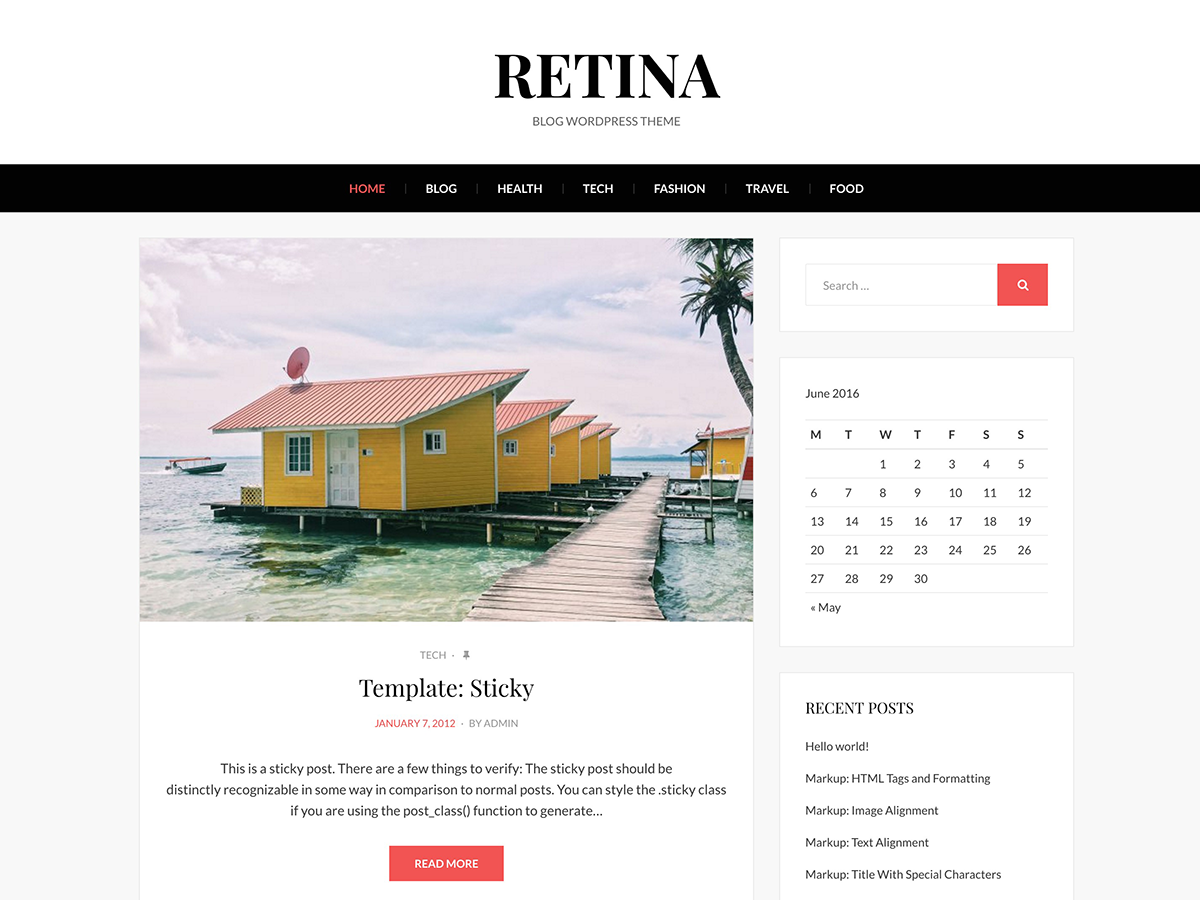 RETINA
BLOG WORDPRESS THEME
HOME BLOG HEALTH TECH FASHION TRAVEL FOOD
TECH ·
Template: Sticky
JANUARY 7, 2012 · BY ADMIN
This is a sticky post. There are a few things to verify: The sticky post should be
distinctly recognizable in some way in comparison to normal posts. You can style the .sticky class
if you are using the post_class() function to generate...
READ MORE
Search ...
June 2016
M T W T F S S
1 2 3 4 5
6 7 8 9 10 11 12
13 14 15 16 17 18 19
20 21 22 23 24 25 26
27 28 29 30
« May
RECENT POSTS
Hello world!
Markup: HTML Tags and Formatting
Markup: Image Alignment
Markup: Text Alignment
Markup: Title With Special Characters